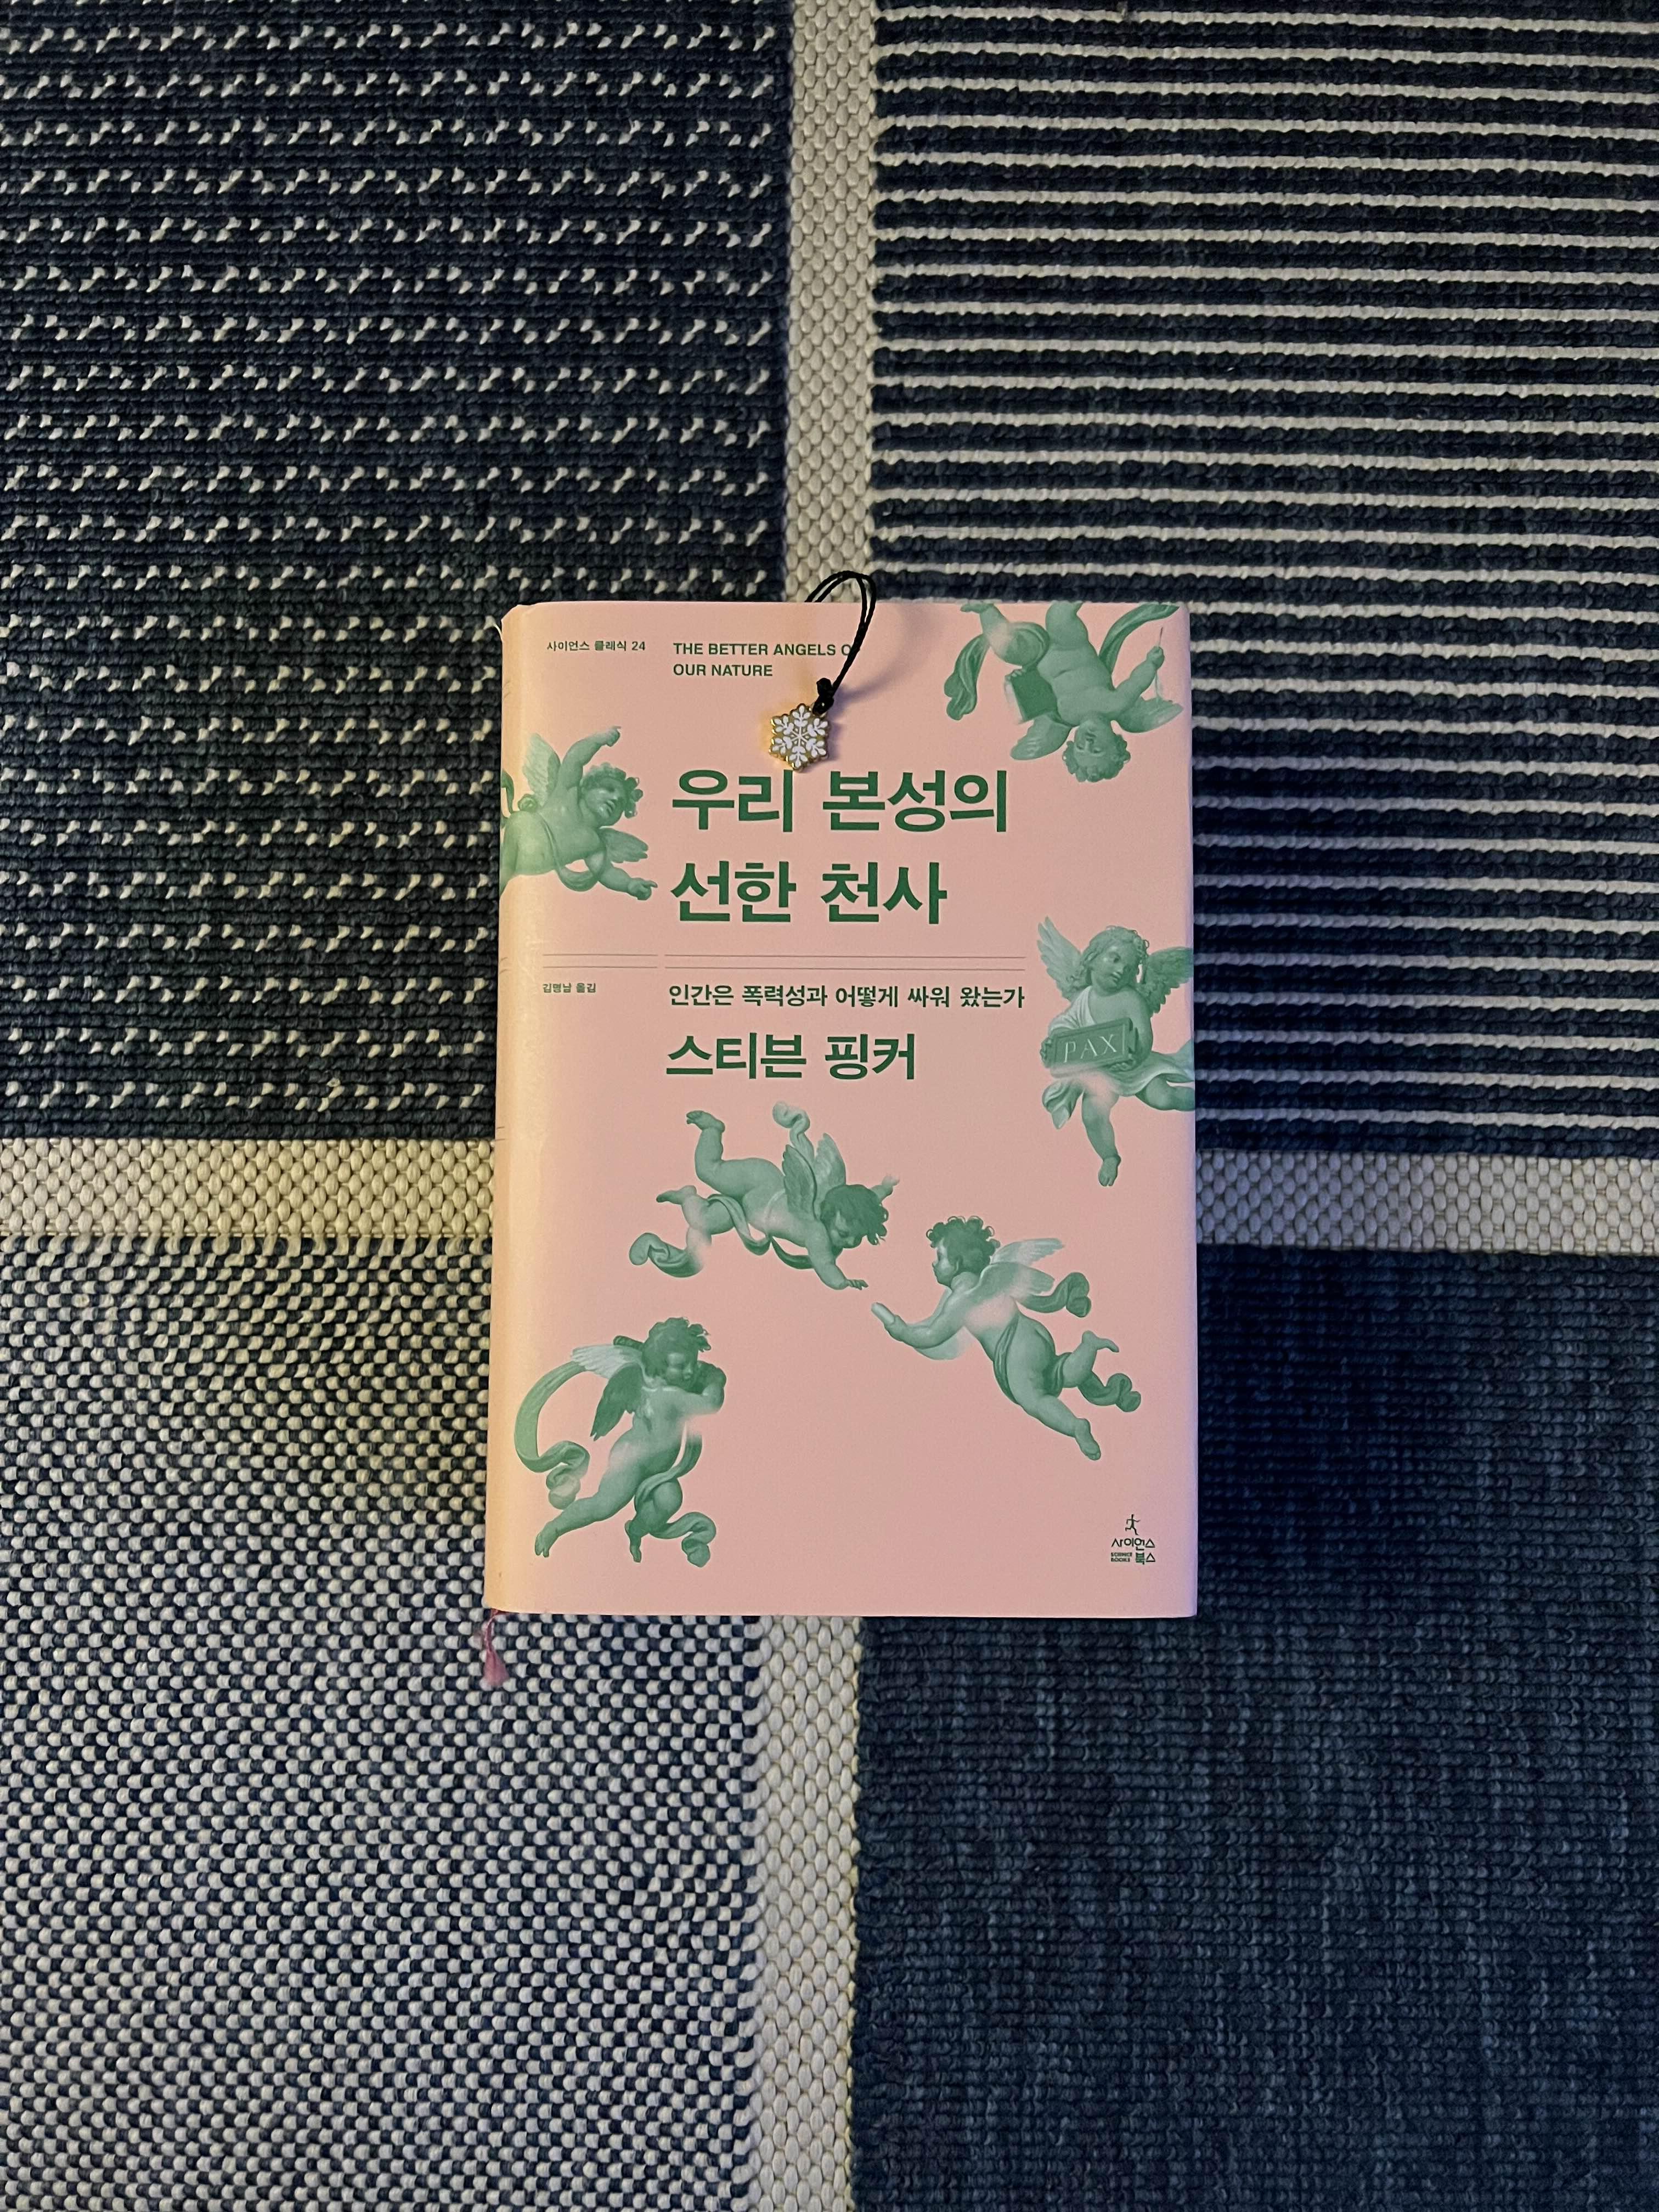 사이언스 클래식 24
THE BETTER ANGELS
OUR NATURE
우리 본성의
선한 천사
김명남 옮김
인간은 폭력성과 어떻게 싸워 왔는가
스티븐 핑커
PAX
사이언스
SCIENCE BOOKS 북스